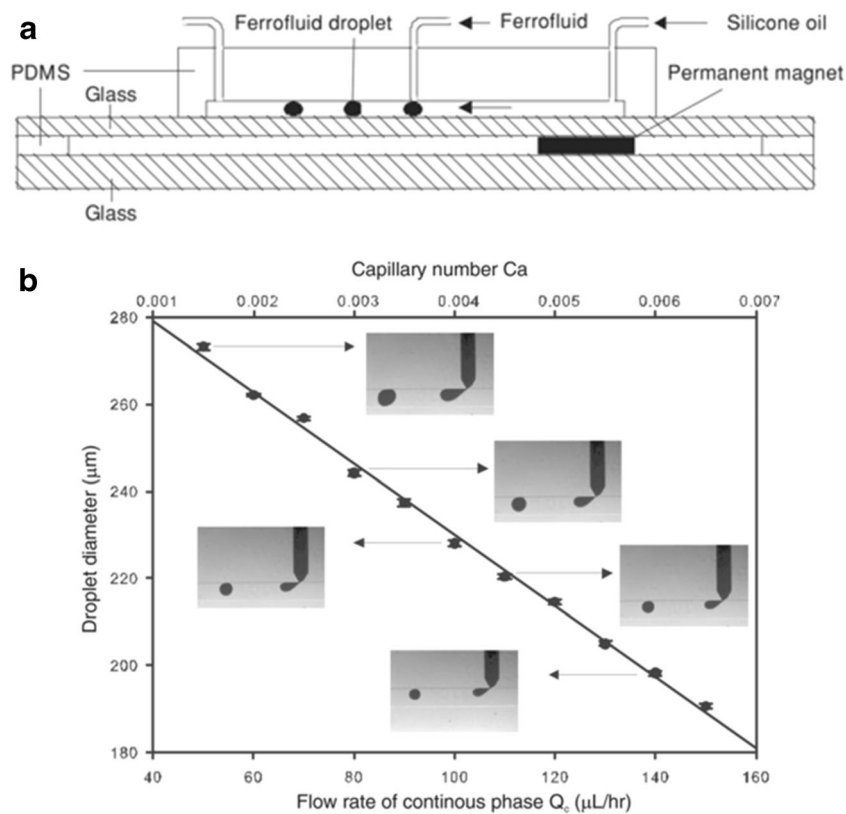 a
Ferrofluid droplet
Ferrofluid
Silicone oil
PDMS
Glass
Permanent magnet
Glass
b
Capillary number Ca
0.001 0.002 0.003 0.004 0.005 0.006 0.007
280
260
240
220
200
180
Droplet diameter (μm)
40 60 80 100 120 140 160
Flow rate of continous phase Qc (μL/hr)